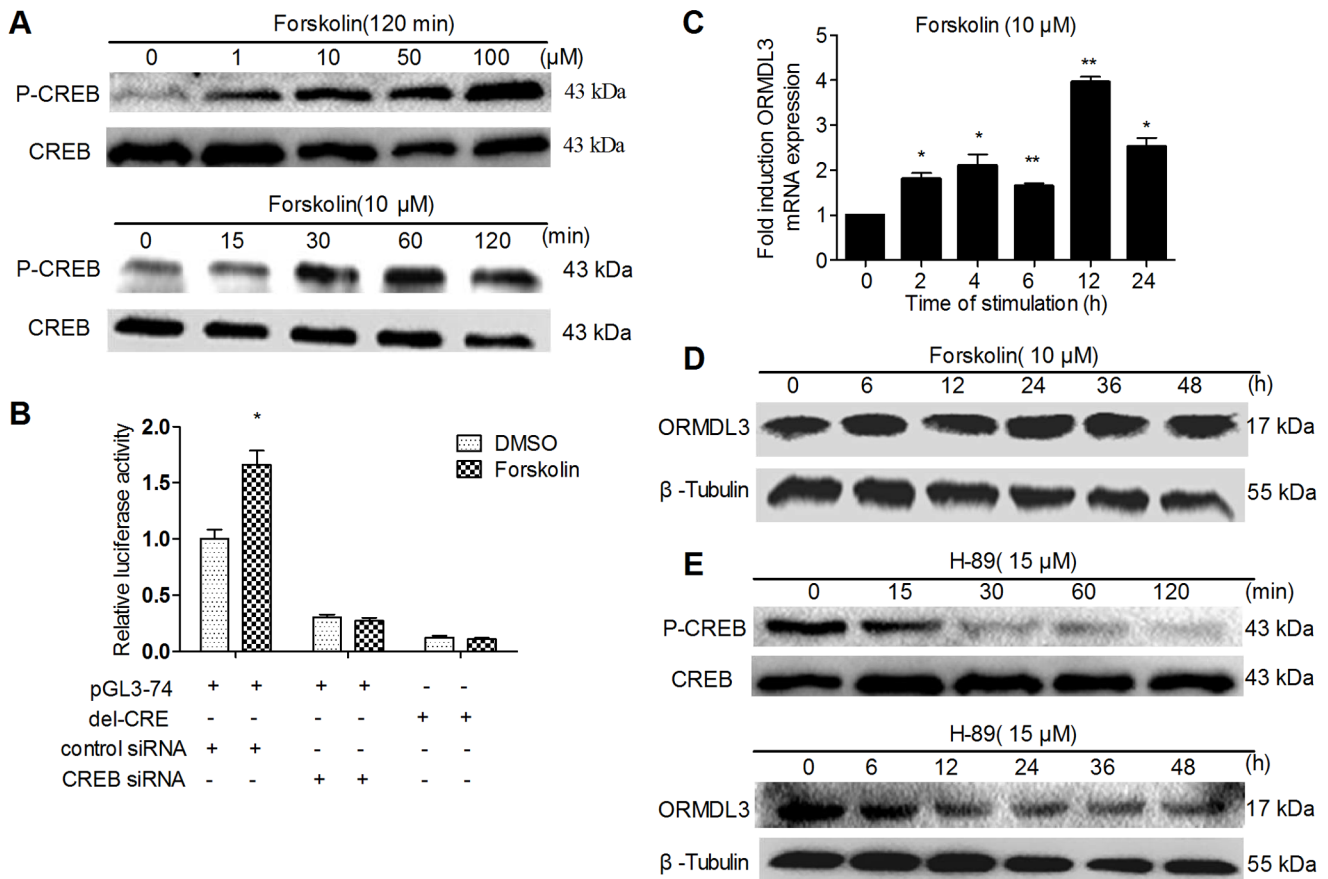 A
Forskolin(120 min)
0 1 10 50 100 (µM)
P-CREB 43 kDa
CREB 43 kDa
Forskolin(10 µM)
0 15 30 60 120 (min)
P-CREB 43 kDa
CREB 43 kDa
B
Relative luciferase activity
2.0
1.5
1.0
0.5
0.0
*
DMSO
Forskolin
pGL3-74 + + + + - -
del-CRE - - - - + +
control siRNA + + - - - -
CREB siRNA - - + + - -
C
Forskolin (10 µM)
Fold induction ORMDL3
mRNA expression
5
4
3
2
1
0
* * ** ** *
0 2 4 6 12 24
Time of stimulation (h)
D
Forskolin( 10 µM)
0 6 12 24 36 48 (h)
ORMDL3 17 kDa
β -Tubulin 55 kDa
E
H-89( 15 µM)
0 15 30 60 120 (min)
P-CREB 43 kDa
CREB 43 kDa
H-89( 15 µM)
0 6 12 24 36 48 (h)
ORMDL3 17 kDa
β -Tubulin 55 kDa